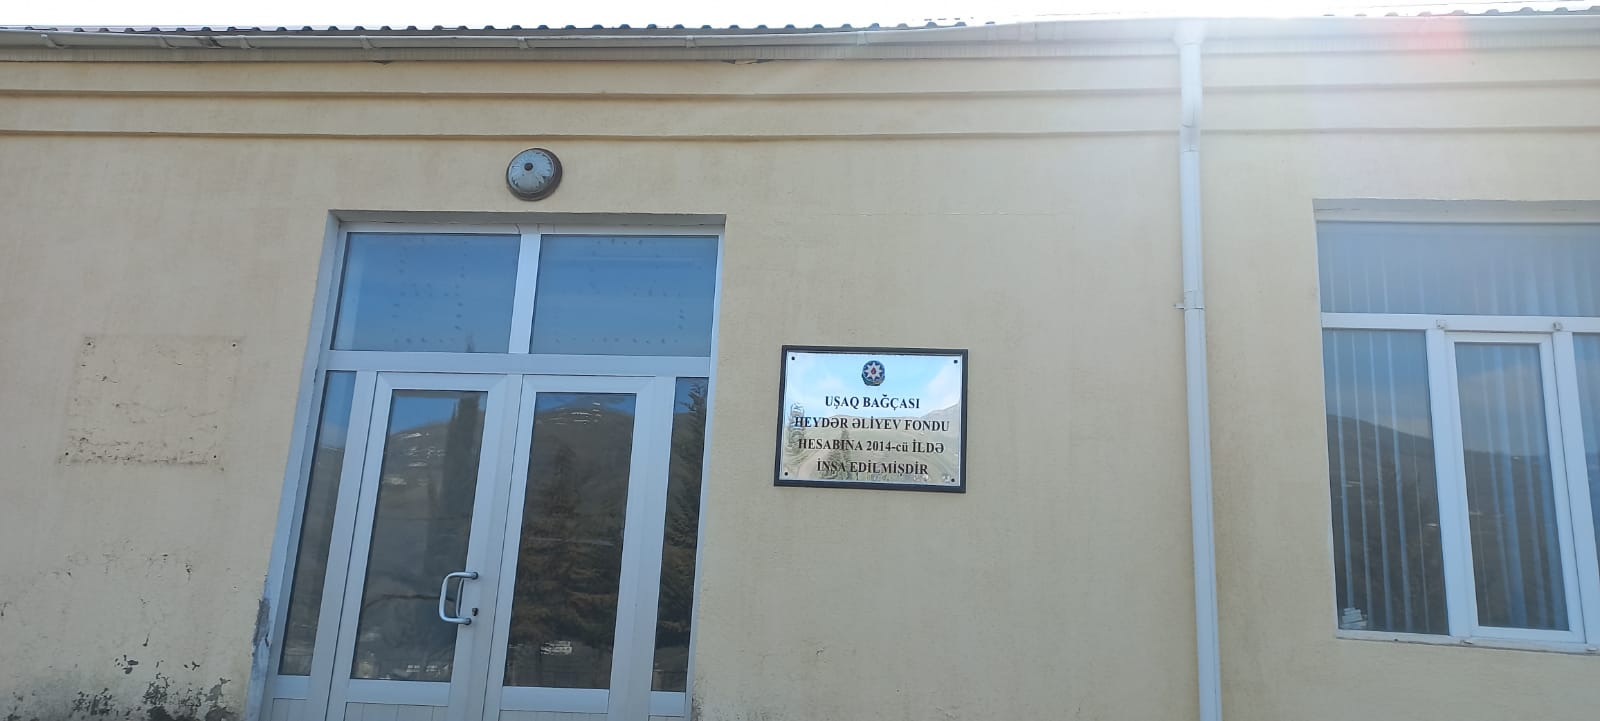 UŞAQ BAĞÇASI
HEYDƏR ƏLİYEV FONDU
HESABINA 2014-cü İLDƏ
İNŞA EDİLMİŞDİR